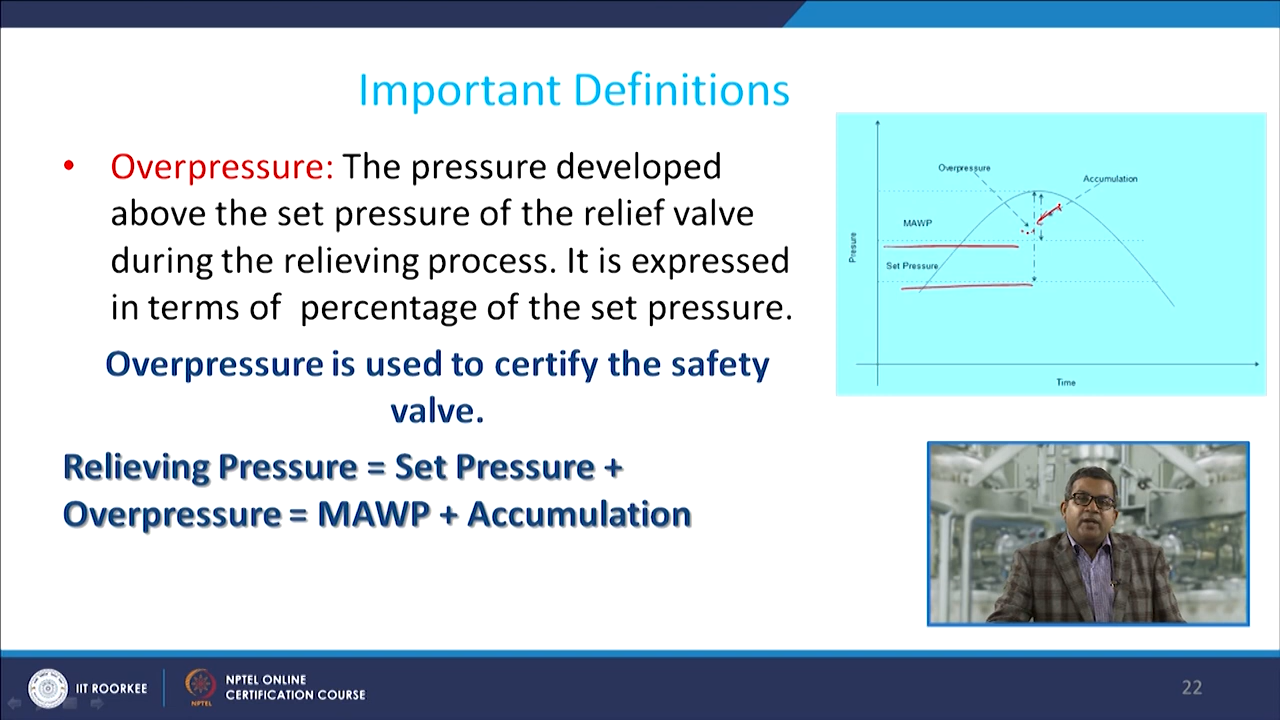 Important Definitions
• Overpressure: The pressure developed
above the set pressure of the relief valve
during the relieving process. It is expressed
in terms of percentage of the set pressure.
Overpressure is used to certify the safety
valve.
Relieving Pressure = Set Pressure +
Overpressure = MAWP + Accumulation
Overpressure
Accumulation
MAWP
Set Pressure
Presure
Time
IIT ROORKEE
NPTEL
NPTEL ONLINE
CERTIFICATION COURSE
22